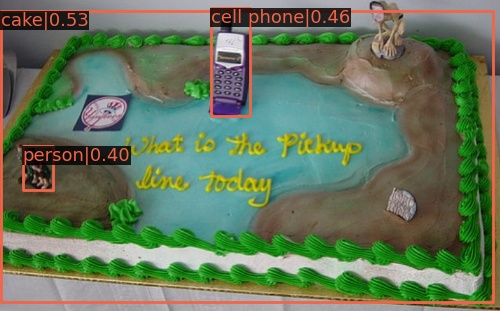 cake|0.53
cell phone|0.46
person|0.40
What is the Pickup
line today